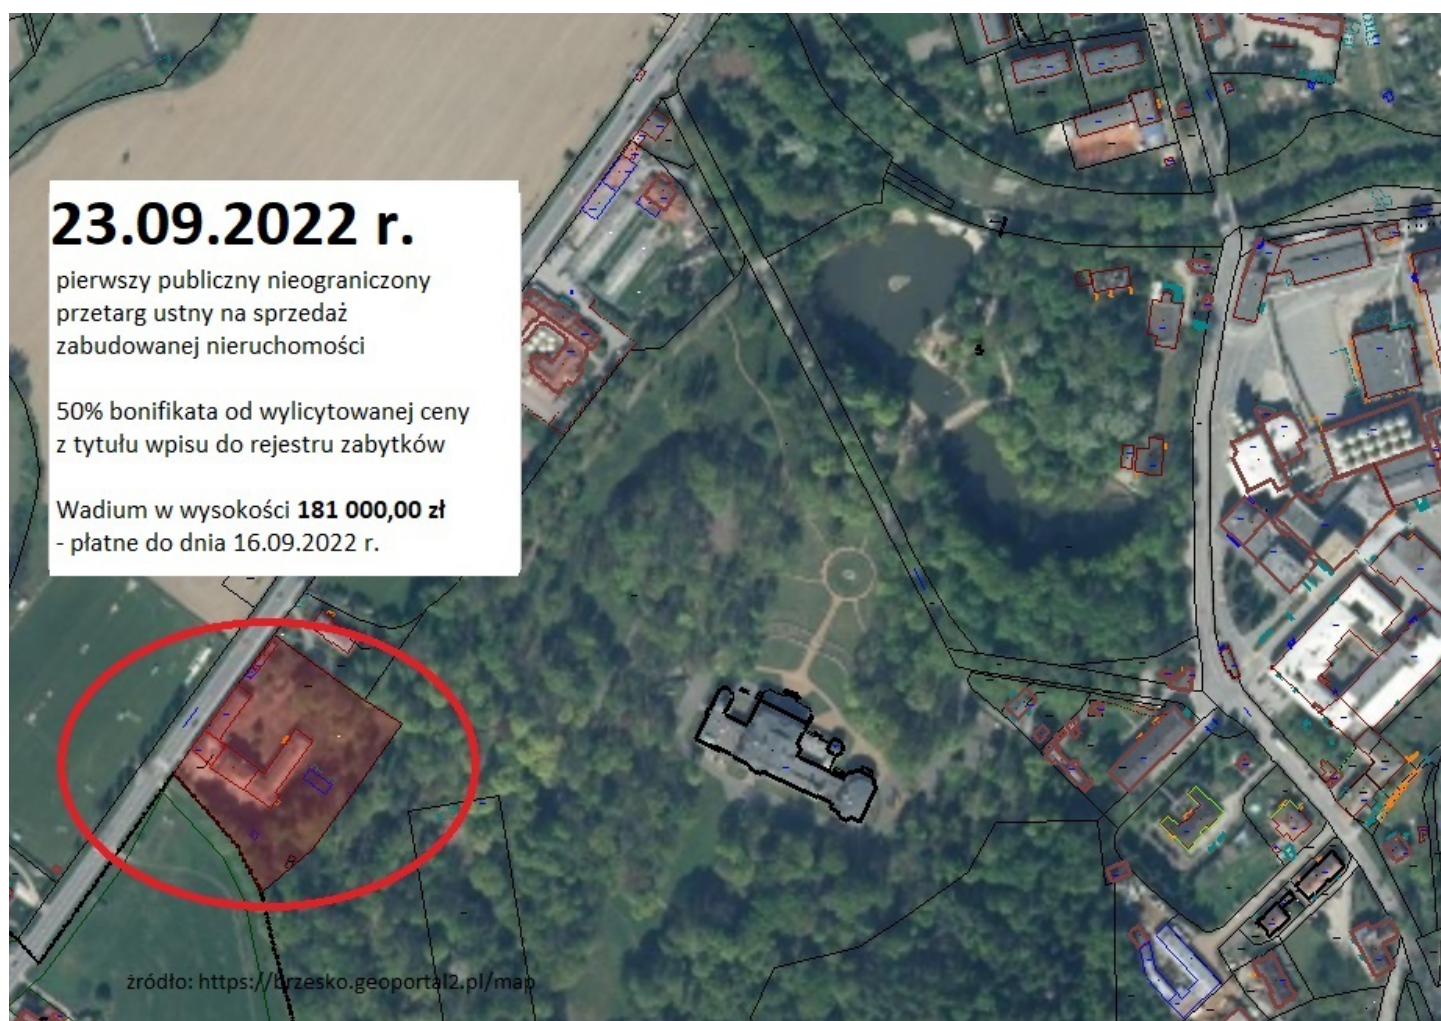 23.09.2022 r.
pierwszy publiczny nieograniczony
przetarg ustny na sprzedaż
zabudowanej nieruchomości
50% bonifikata od wylicytowanej ceny
z tytułu wpisu do rejestru zabytków
Wadium w wysokości 181 000,00 zł
- płatne do dnia 16.09.2022 r.
źródło: https://brzesko.geoportal2.pl/map